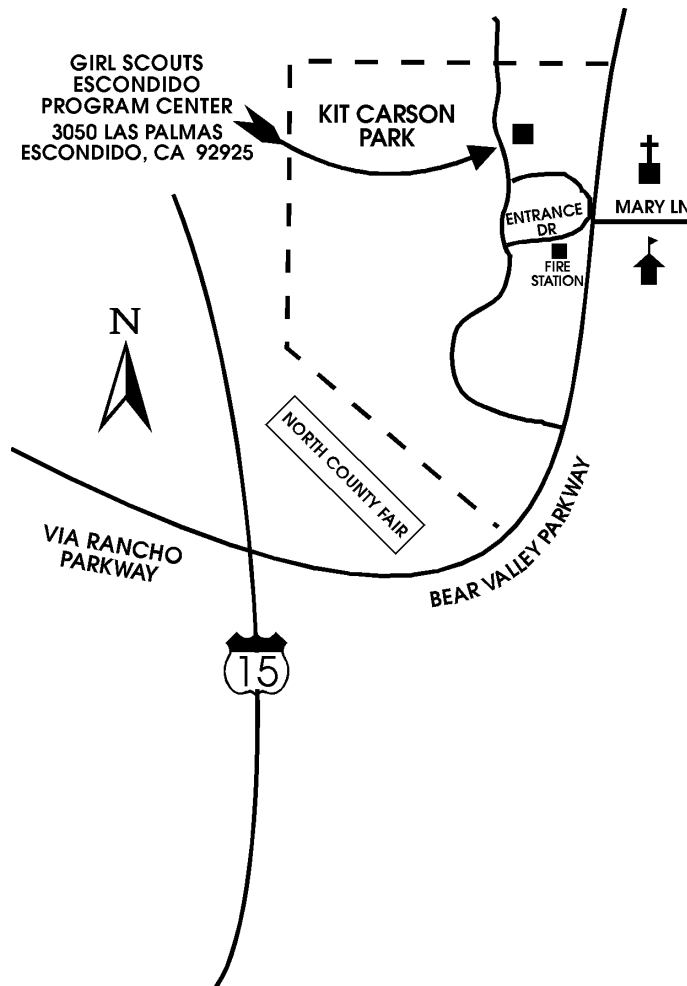 GIRL SCOUTS
ESCONDIDO
PROGRAM CENTER
3050 LAS PALMAS
ESCONDIDO, CA 92925
KIT CARSON
PARK
ENTRANCE
DR
MARY LN
FIRE
STATION
N
NORTH COUNTY FAIR
VIA RANCHO
PARKWAY
BEAR VALLEY PARKWAY
15